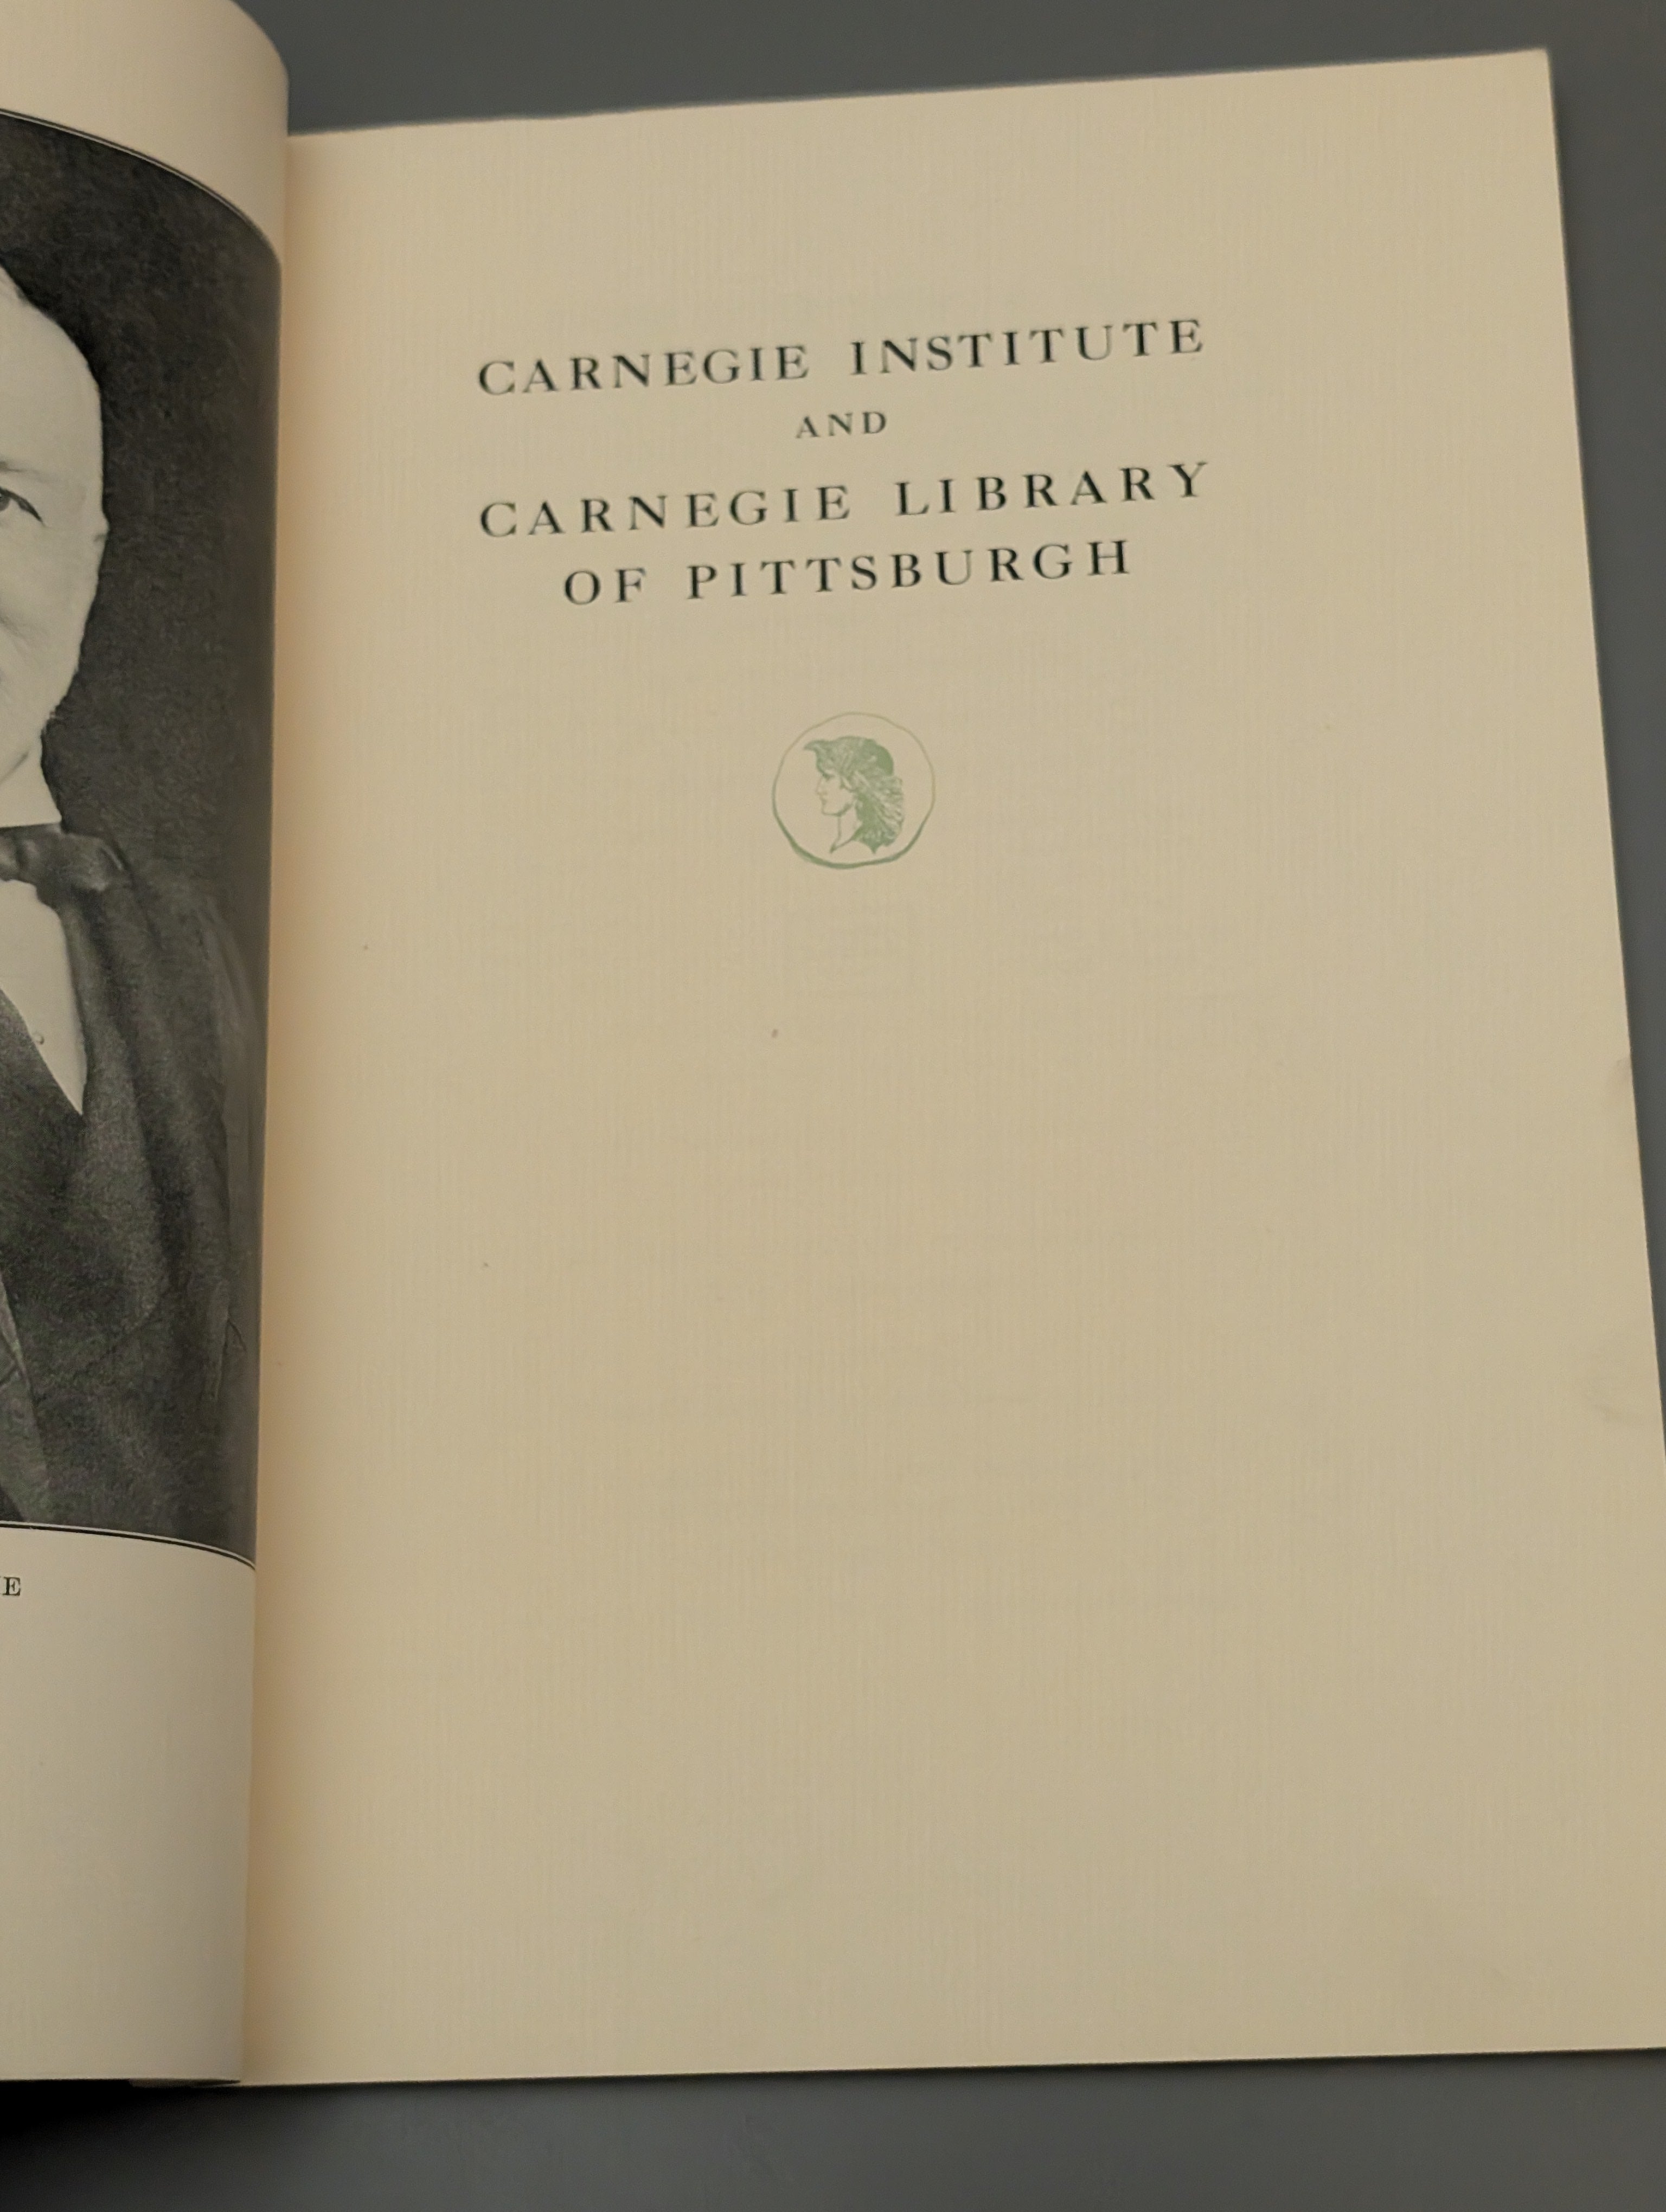 CARNEGIE INSTITUTE
AND
CARNEGIE LIBRARY
OF PITTSBURGH
E